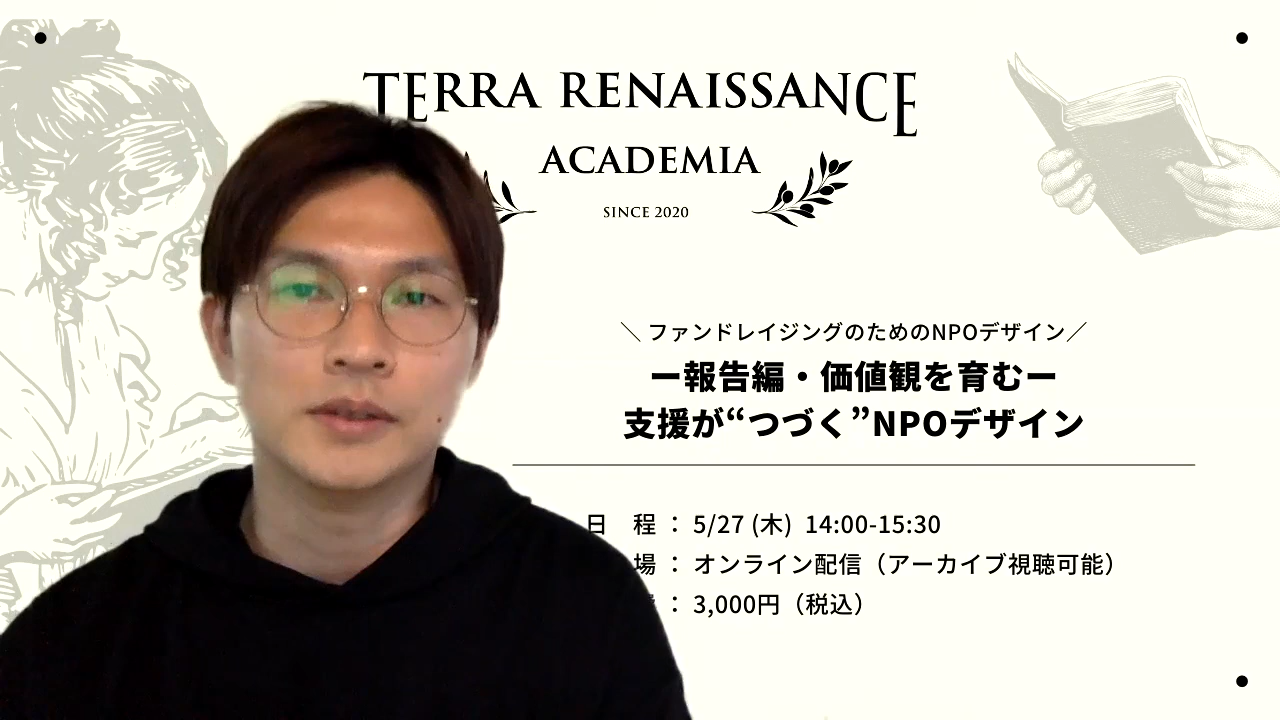 TERRA RENAISSANCE
ACADEMIA
SINCE 2020
＼ ファンドレイジングのためのNPOデザイン／
ー報告編・価値観を育むー
支援が“つづく”NPOデザイン
日 程 ： 5/27 (木) 14:00-15:30
場 ： オンライン配信（アーカイブ視聴可能）
： 3,000円（税込）